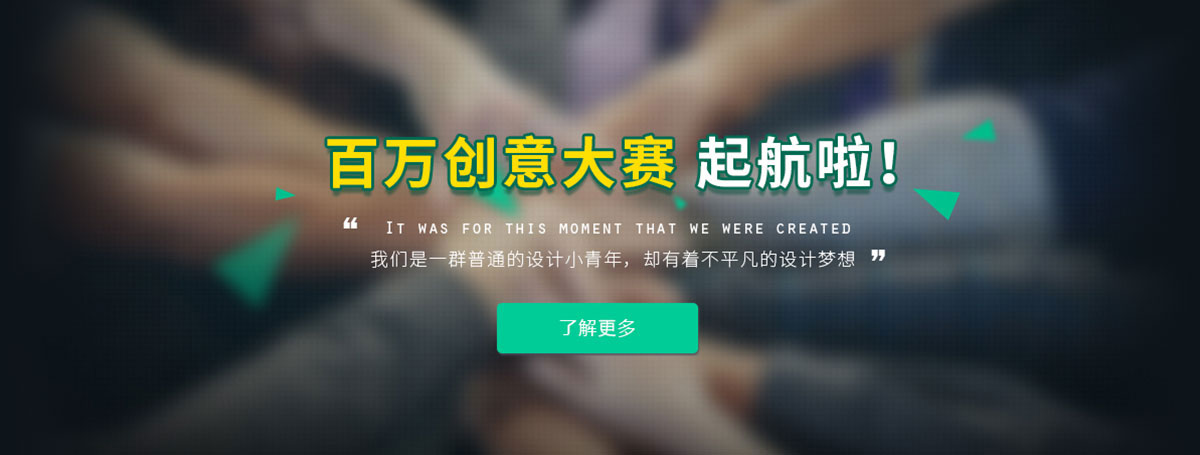 百万创意大赛 起航啦！
❝ It was for this moment that we were created
我们是一群普通的设计小青年，却有着不平凡的设计梦想 ❞
了解更多